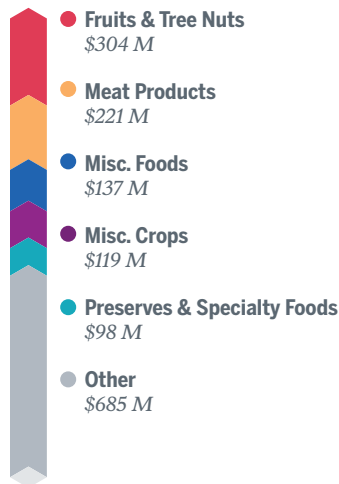 Fruits & Tree Nuts
$304 M
Meat Products
$221 M
Misc. Foods
$137 M
Misc. Crops
$119 M
Preserves & Specialty Foods
$98 M
Other
$685 M